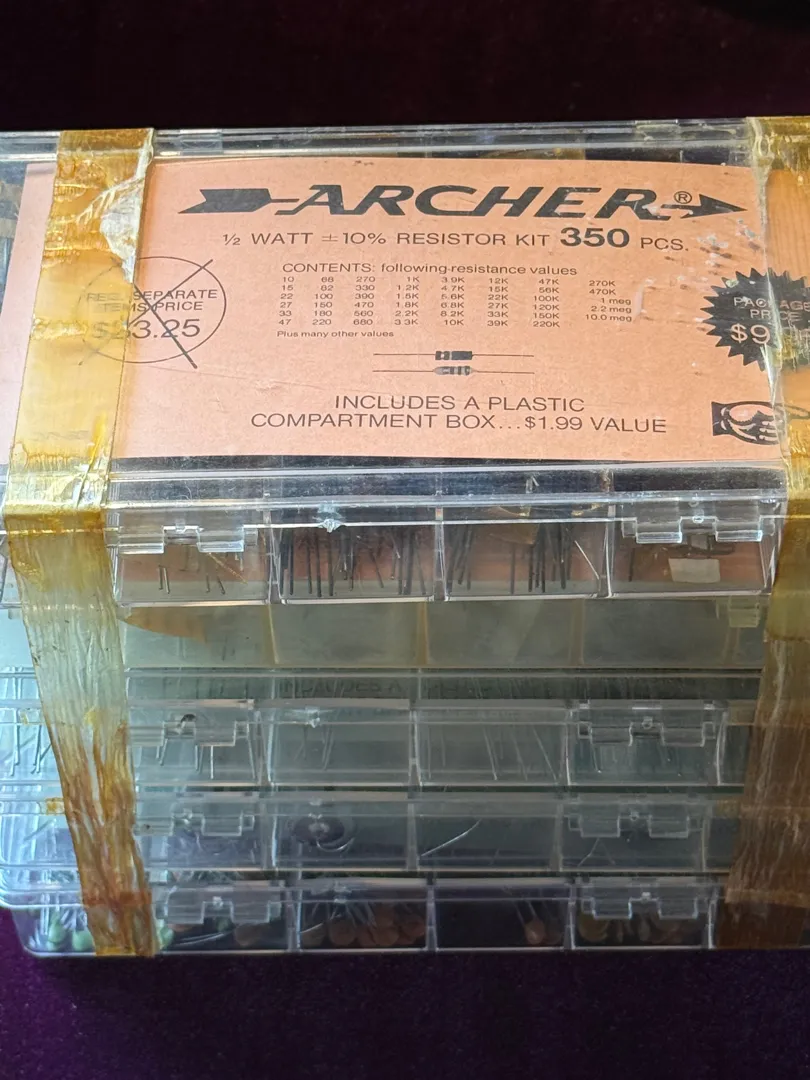 ARCHER®
½ WATT ±10% RESISTOR KIT 350 PCS.
CONTENTS: following resistance values
10 68 270 1K 3.9K 12K 47K 270K
15 82 330 1.2K 4.7K 15K 56K 470K
22 100 390 1.5K 5.6K 22K 100K 1 meg
27 150 470 1.8K 6.8K 27K 120K 2.2 meg
33 180 560 2.2K 8.2K 33K 150K 10.0 meg
47 220 680 3.3K 10K 39K 220K
Plus many other values
SEPARATE
ITEMS PRICE
3.25
PACKAGE
PRICE
$9
INCLUDES A PLASTIC
COMPARTMENT BOX...$1.99 VALUE